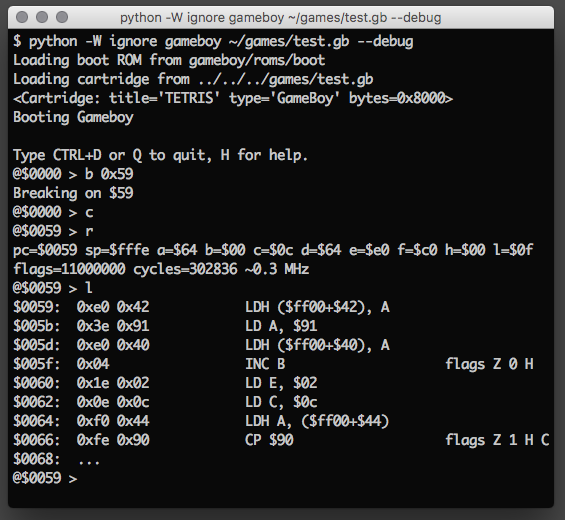 python -W ignore gameboy ~/games/test.gb --debug
$ python -W ignore gameboy ~/games/test.gb --debug
Loading boot ROM from gameboy/roms/boot
Loading cartridge from ../../../games/test.gb
<Cartridge: title='TETRIS' type='GameBoy' bytes=0x8000>
Booting Gameboy

Type CTRL+D or Q to quit, H for help.
@$0000 > b 0x59
Breaking on $59
@$0000 > c
@$0059 > r
pc=$0059 sp=$fffe a=$64 b=$00 c=$0c d=$64 e=$e0 f=$c0 h=$00 l=$0f
flags=11000000 cycles=302836 ~0.3 MHz
@$0059 > l
$0059:  0xe0 0x42          LDH ($ff00+$42), A
$005b:  0x3e 0x91          LD A, $91
$005d:  0xe0 0x40          LDH ($ff00+$40), A
$005f:  0x04               INC B                    flags Z 0 H
$0060:  0x1e 0x02          LD E, $02
$0062:  0x0e 0x0c          LD C, $0c
$0064:  0xf0 0x44          LDH A, ($ff00+$44)
$0066:  0xfe 0x90          CP $90                   flags Z 1 H C
$0068:  ...
@$0059 >